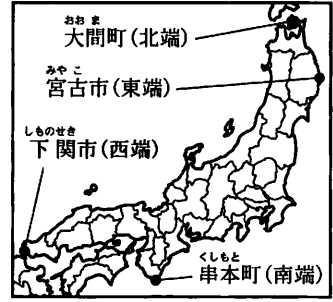 おおま
大間町(北端)
みやこ
宮古市(東端)
しものせき
下関市(西端)
くしもと
串本町(南端)